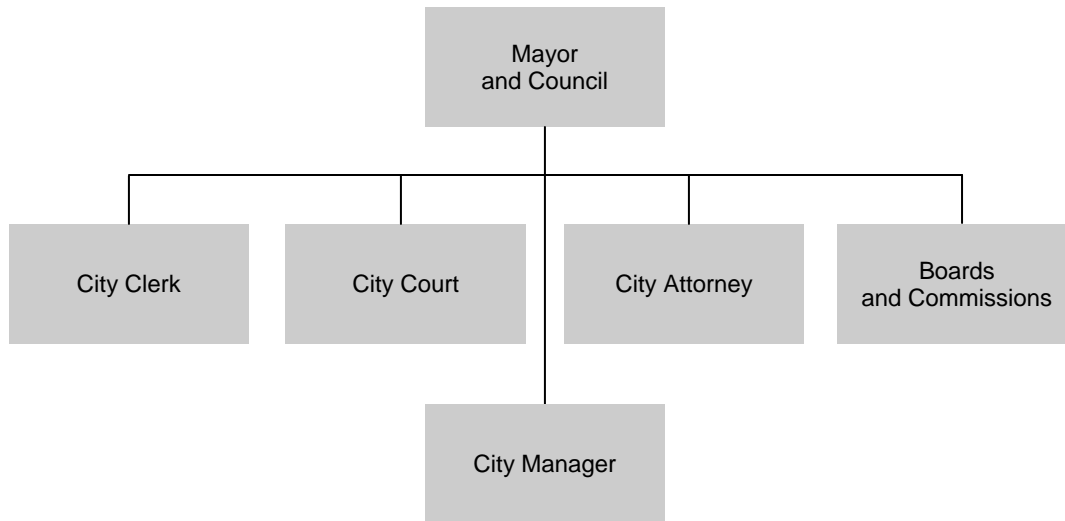 Mayor
and Council
City Clerk
City Court
City Attorney
Boards
and Commissions
City Manager